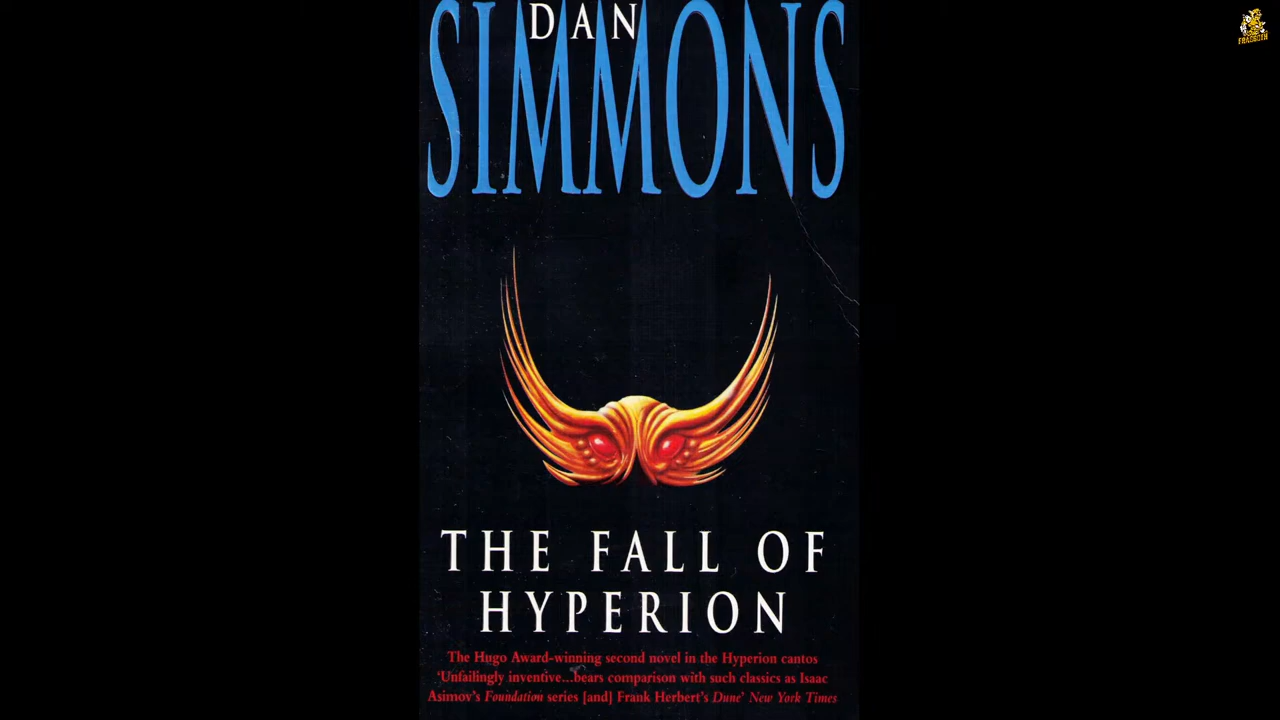 DAN
SIMMONS
THE FALL OF
HYPERION
The Hugo Award-winning second novel in the Hyperion cantos
‘Unfailingly inventive...bears comparison with such classics as Isaac
Asimov's Foundation series [and] Frank Herbert's Dune’ New York Times